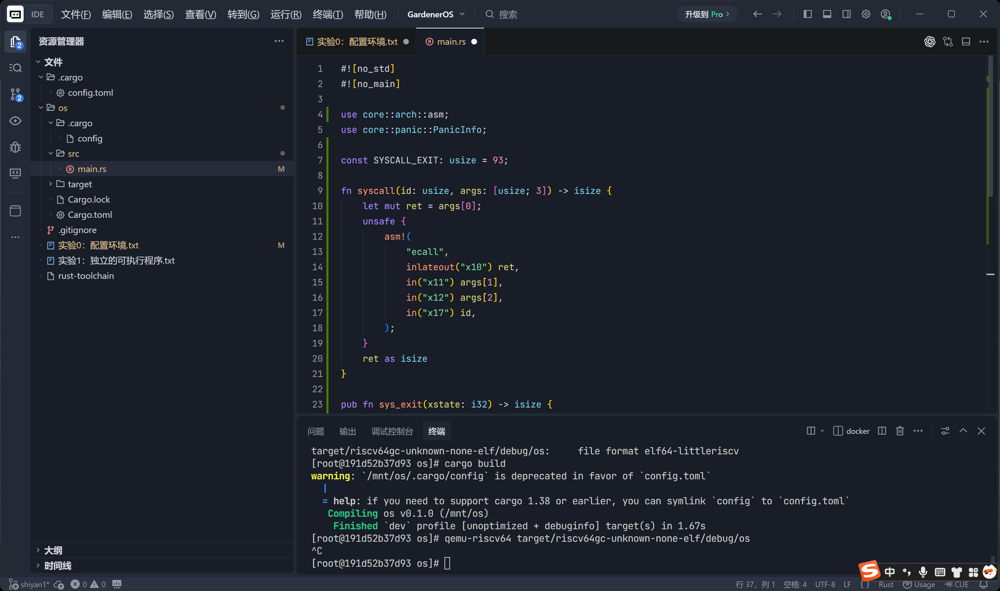 IDE 文件(F) 编辑(E) 选择(S) 查看(V) 转到(G) 运行(R) 终端(T) 帮助(H) GardenerOS 搜索 升级到 Pro
资源管理器
2
2
文件
.cargo
config.toml
os
.cargo
config
src
main.rs M
target
Cargo.lock
Cargo.toml
.gitignore
实验0：配置环境.txt M
实验1：独立的可执行程序.txt
rust-toolchain
大纲
时间线
实验0：配置环境.txt main.rs
1 #![no_std]
2 #![no_main]
3
4 use core::arch::asm;
5 use core::panic::PanicInfo;
6
7 const SYSCALL_EXIT: usize = 93;
8
9 fn syscall(id: usize, args: [usize; 3]) -> isize {
10 let mut ret = args[0];
11 unsafe {
12 asm!(
13 "ecall",
14 inlateout("x10") ret,
15 in("x11") args[1],
16 in("x12") args[2],
17 in("x17") id,
18 );
19 }
20 ret as isize
21 }
22
23 pub fn sys_exit(xstate: i32) -> isize {
问题 输出 调试控制台 终端 docker
target/riscv64gc-unknown-none-elf/debug/os: file format elf64-littleriscv
[root@191d52b37d93 os]# cargo build
warning: `/mnt/os/.cargo/config` is deprecated in favor of `config.toml`
|
= help: if you need to support cargo 1.38 or earlier, you can symlink `config` to `config.toml`
Compiling os v0.1.0 (/mnt/os)
Finished `dev` profile [unoptimized + debuginfo] target(s) in 1.67s
[root@191d52b37d93 os]# qemu-riscv64 target/riscv64gc-unknown-none-elf/debug/os
^C
[root@191d52b37d93 os]#
S 中
shiyan1* 0 0 行 37，列 1 空格: 4 UTF-8 LF { } Rust Usage CUE